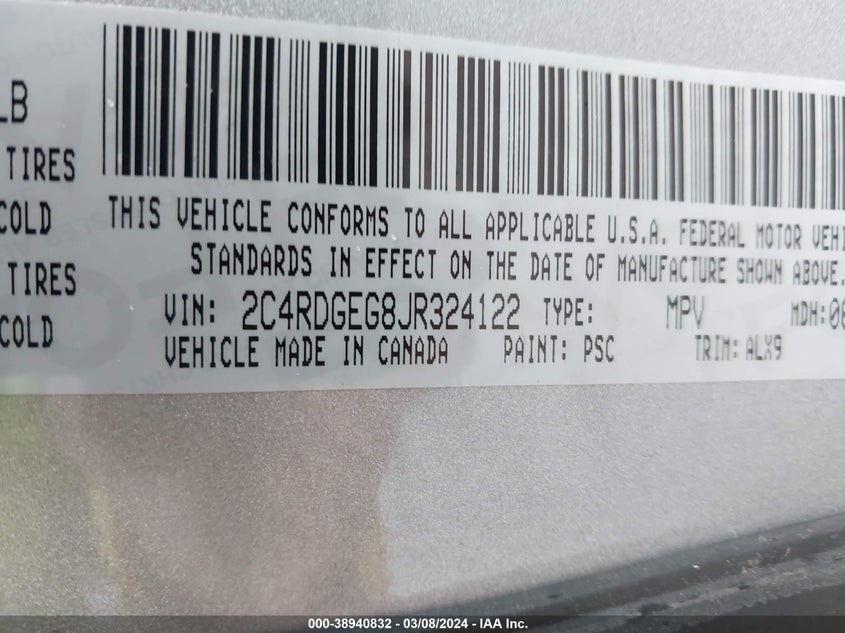 LB
TIRES
COLD
TIRES
COLD
THIS VEHICLE CONFORMS TO ALL APPLICABLE U.S.A. FEDERAL MOTOR
STANDARDS IN EFFECT ON THE DATE OF MANUFACTURE SHOWN ABOVE.
VIN: 2C4RDGEG8JR324122 TYPE: MPV MDH:
VEHICLE MADE IN CANADA PAINT: PSC TRIM: ALX9
000-38940832 / 03/08/2024 - IAA Inc.